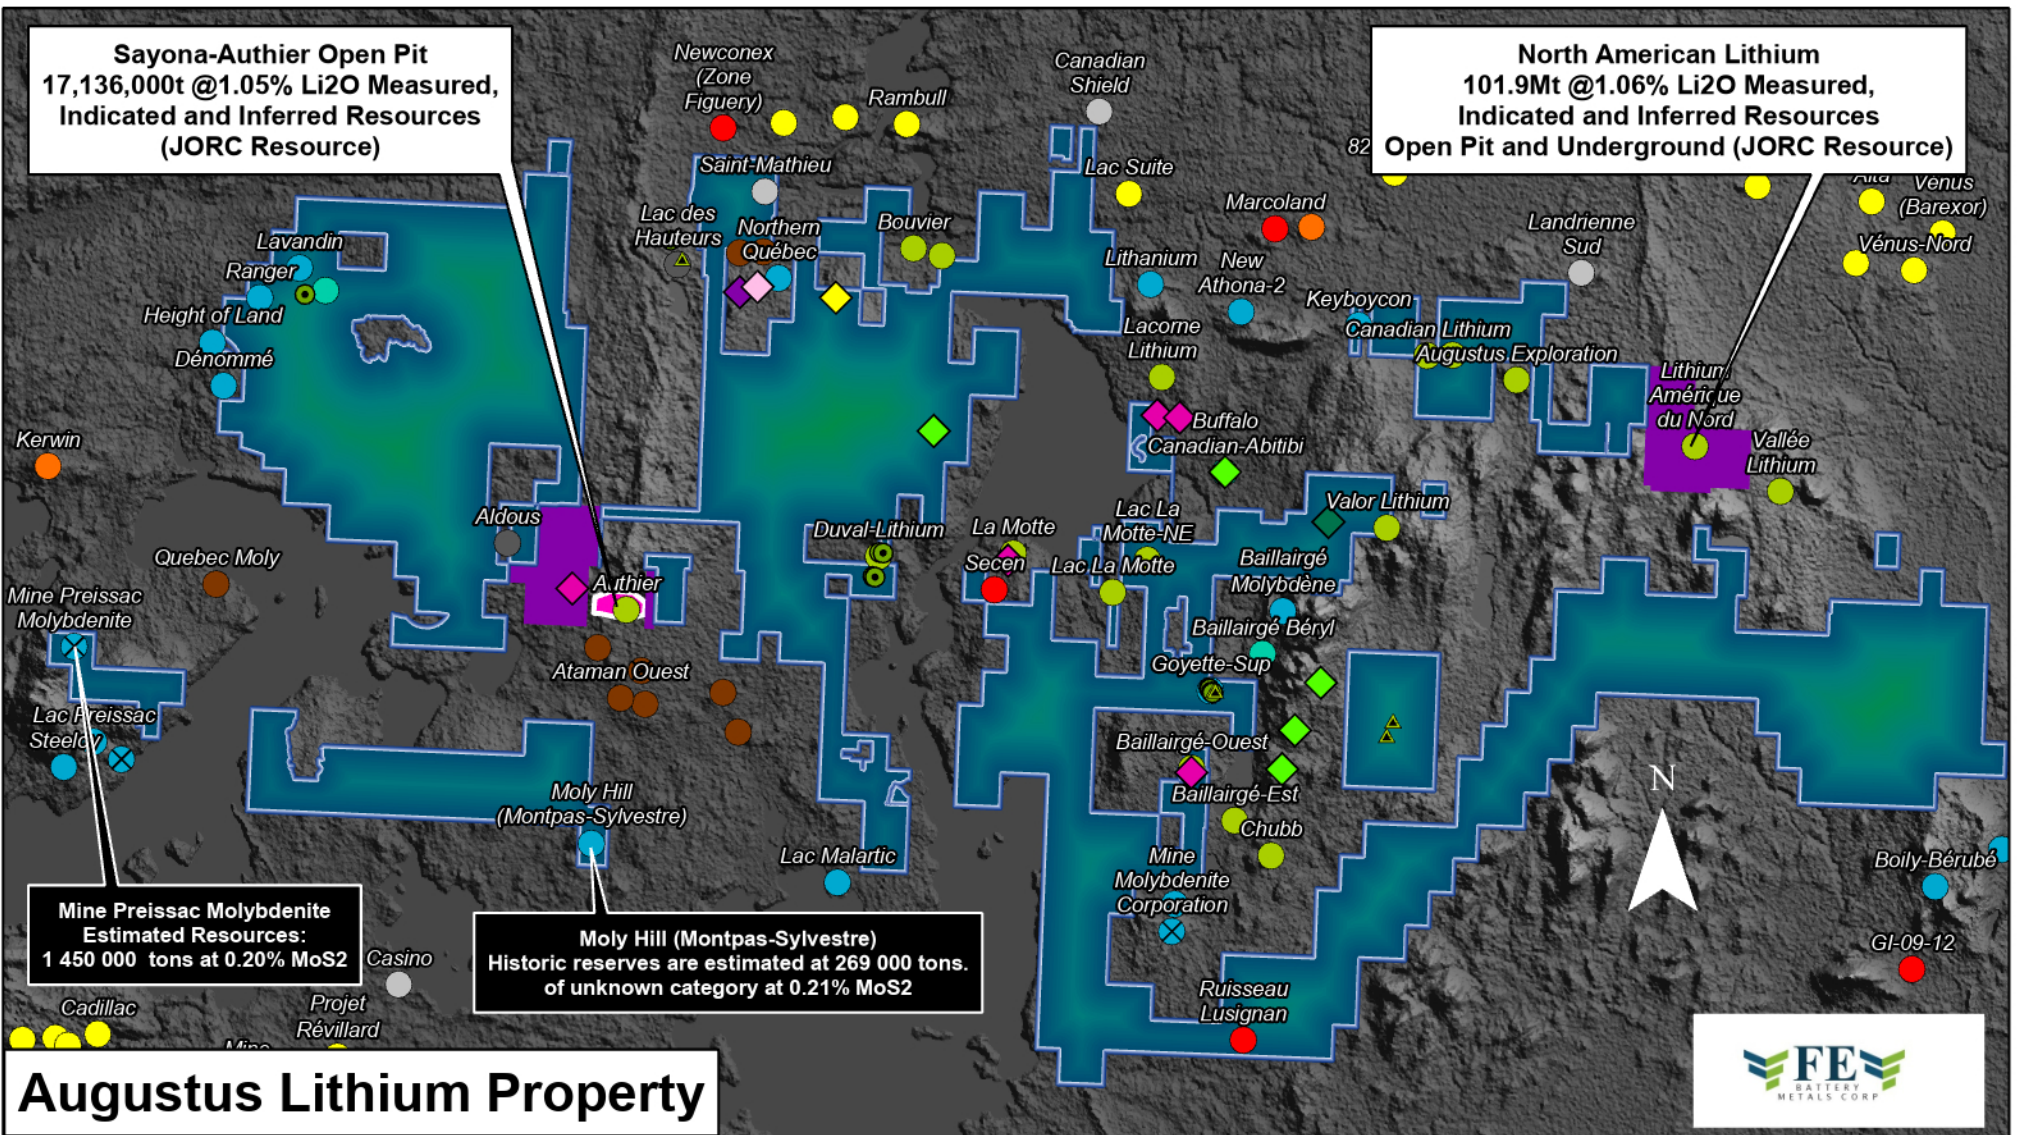 Sayona-Authier Open Pit
17,136,000t @1.05% Li2O Measured,
Indicated and Inferred Resources
(JORC Resource)
North American Lithium
101.9Mt @1.06% Li2O Measured,
Indicated and Inferred Resources
Open Pit and Underground (JORC Resource)
Newconex
(Zone
Figuery)
Rambull
Canadian
Shield
82
Saint-Mathieu
Lac Suite
Alta
Vénus
(Barexor)
Lac des
Hauteurs
Northern
Québec
Bouvier
Marcoland
Landrienne
Sud
Vénus-Nord
Lavandin
Ranger
Height of Land
Dénommé
Lithanium
New
Athona-2
Keyboycon
Canadian Lithium
Augustus Exploration
Lacorne
Lithium
Lithium
Amérique
du Nord
Vallée
Lithium
Buffalo
Canadian-Abitibi
Kerwin
Aldous
Duval-Lithium
La Motte
Secen
Lac La
Motte-NE
Lac La Motte
Valor Lithium
Baillairgé
Molybdène
Quebec Moly
Authier
Mine Preissac
Molybdenite
Baillairgé Béryl
Goyette-Sup
Ataman Ouest
Lac Preissac
Steeloy
Baillairgé-Ouest
Baillairgé-Est
Moly Hill
(Montpas-Sylvestre)
Chubb
Lac Malartic
Mine
Molybdenite
Corporation
N
Boily-Bérubé
GI-09-12
Mine Preissac Molybdenite
Estimated Resources:
1 450 000 tons at 0.20% MoS2
Moly Hill (Montpas-Sylvestre)
Historic reserves are estimated at 269 000 tons.
of unknown category at 0.21% MoS2
Casino
Cadillac
Projet
Révillard
Mine
Ruisseau
Lusignan
Augustus Lithium Property
FE
BATTERY
METALS CORP